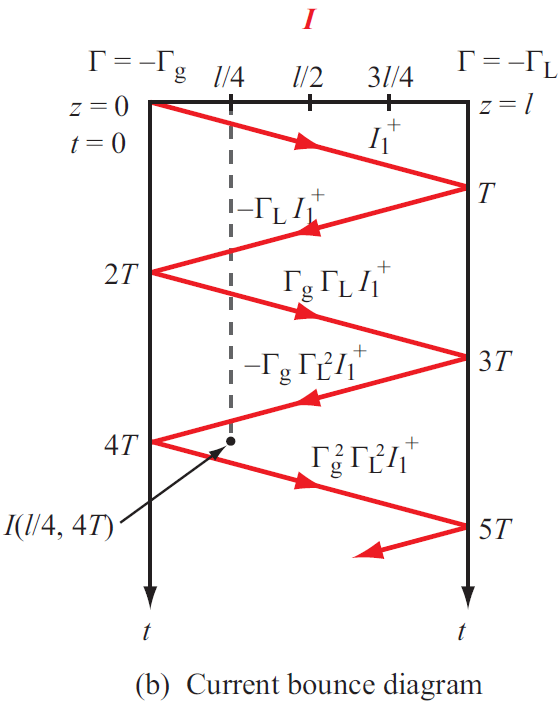 I
Γ = −Γg
l/4
l/2
3l/4
Γ = −ΓL
z = 0
z = l
t = 0
I1+
T
−ΓL I1+
2T
Γg ΓL I1+
3T
−Γg ΓL²I1+
4T
Γg² ΓL²I1+
I(l/4, 4T)
5T
t
t
(b) Current bounce diagram